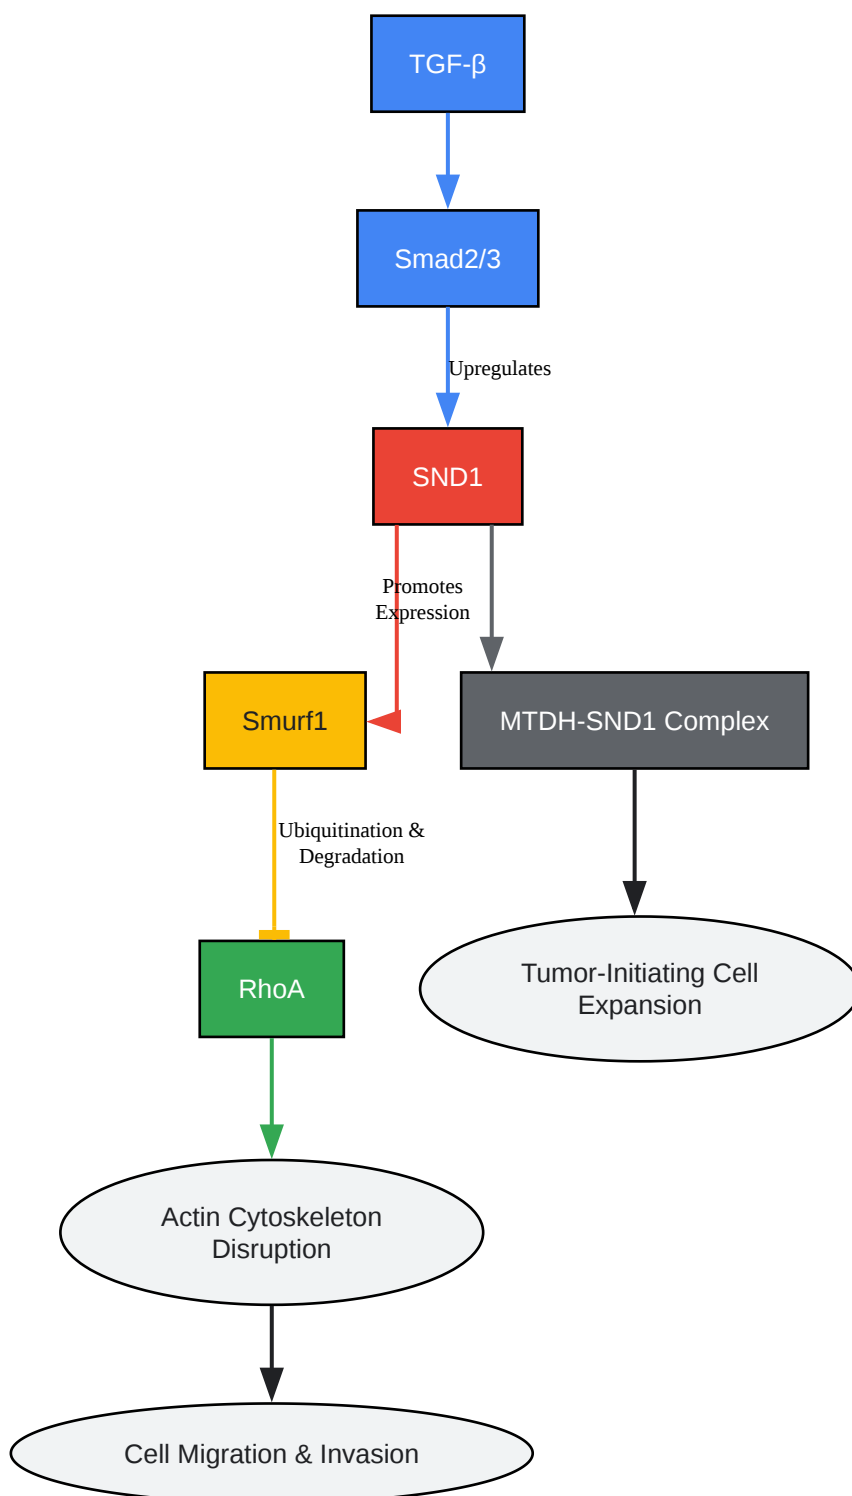 TGF-β
Smad2/3
Upregulates
SND1
Promotes
Expression
Smurf1
MTDH-SND1 Complex
Ubiquitination &
Degradation
RhoA
Tumor-Initiating Cell
Expansion
Actin Cytoskeleton
Disruption
Cell Migration & Invasion